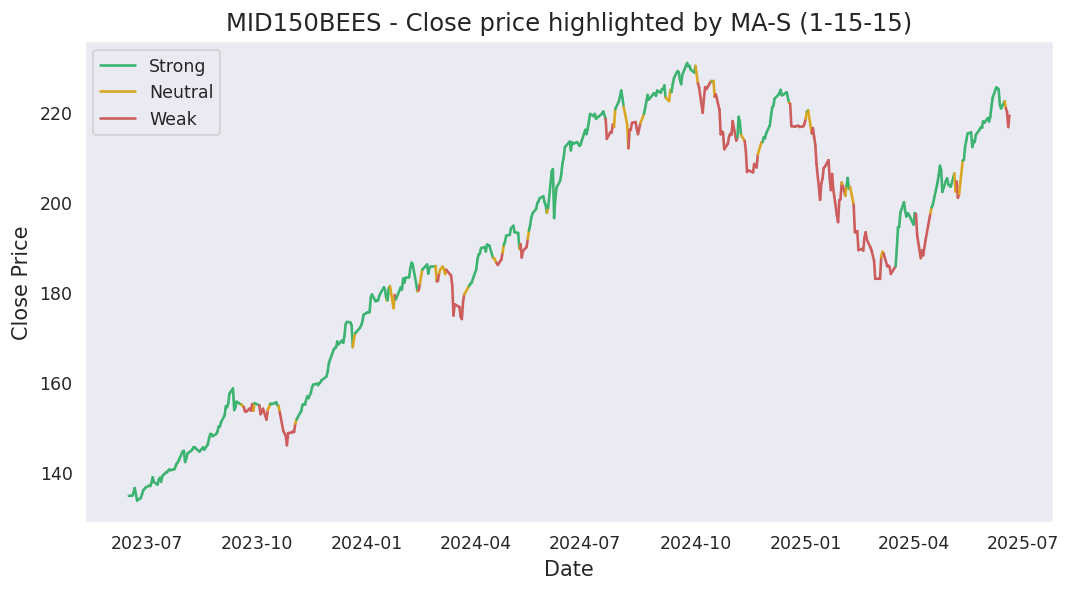 MID150BEES - Close price highlighted by MA-S (1-15-15)
Strong
Neutral
Weak
Close Price
220
200
180
160
140
2023-07 2023-10 2024-01 2024-04 2024-07 2024-10 2025-01 2025-04 2025-07
Date